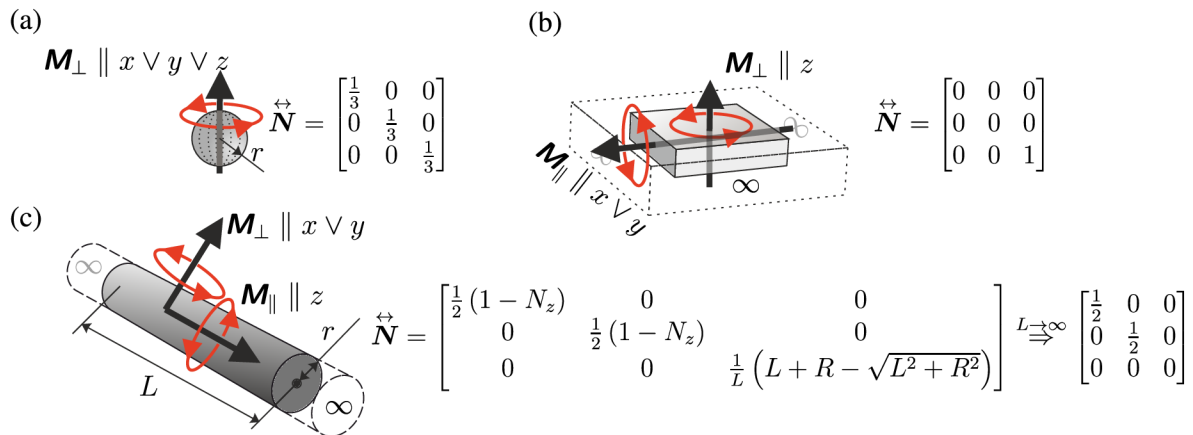 (a)
M⊥ ∥ x ∨ y ∨ z
r
N↔ = [1/3 0 0
0 1/3 0
0 0 1/3]
(b)
M⊥ ∥ z
∞
∞
∞
M∥ ∥ x ∨ y
N↔ = [0 0 0
0 0 0
0 0 1]
(c)
M⊥ ∥ x ∨ y
∞
M∥ ∥ z
r
L
∞
N↔ = [½ (1 − N_z) 0 0
0 ½ (1 − N_z) 0
0 0 1/L (L + R − √(L² + R²))] L→∞ ⇒ [½ 0 0
0 ½ 0
0 0 0]